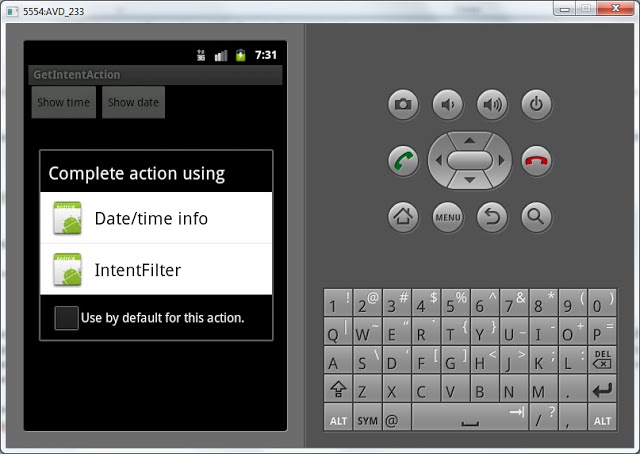 5554:AVD_233
3G
7:31
GetIntentAction
Show time Show date
Complete action using
Date/time info
IntentFilter
Use by default for this action.
MENU
1 ! 2 @ 3 # 4 $ 5 % 6 ^ 7 & 8 * 9 ( 0 )
Q | W ~ E " R ` T { Y } U _ I - O + P =
A S \ D ' F [ G ] H < J > K ; L : DEL
Z X C V B N M .
ALT SYM @ / ? , ALT